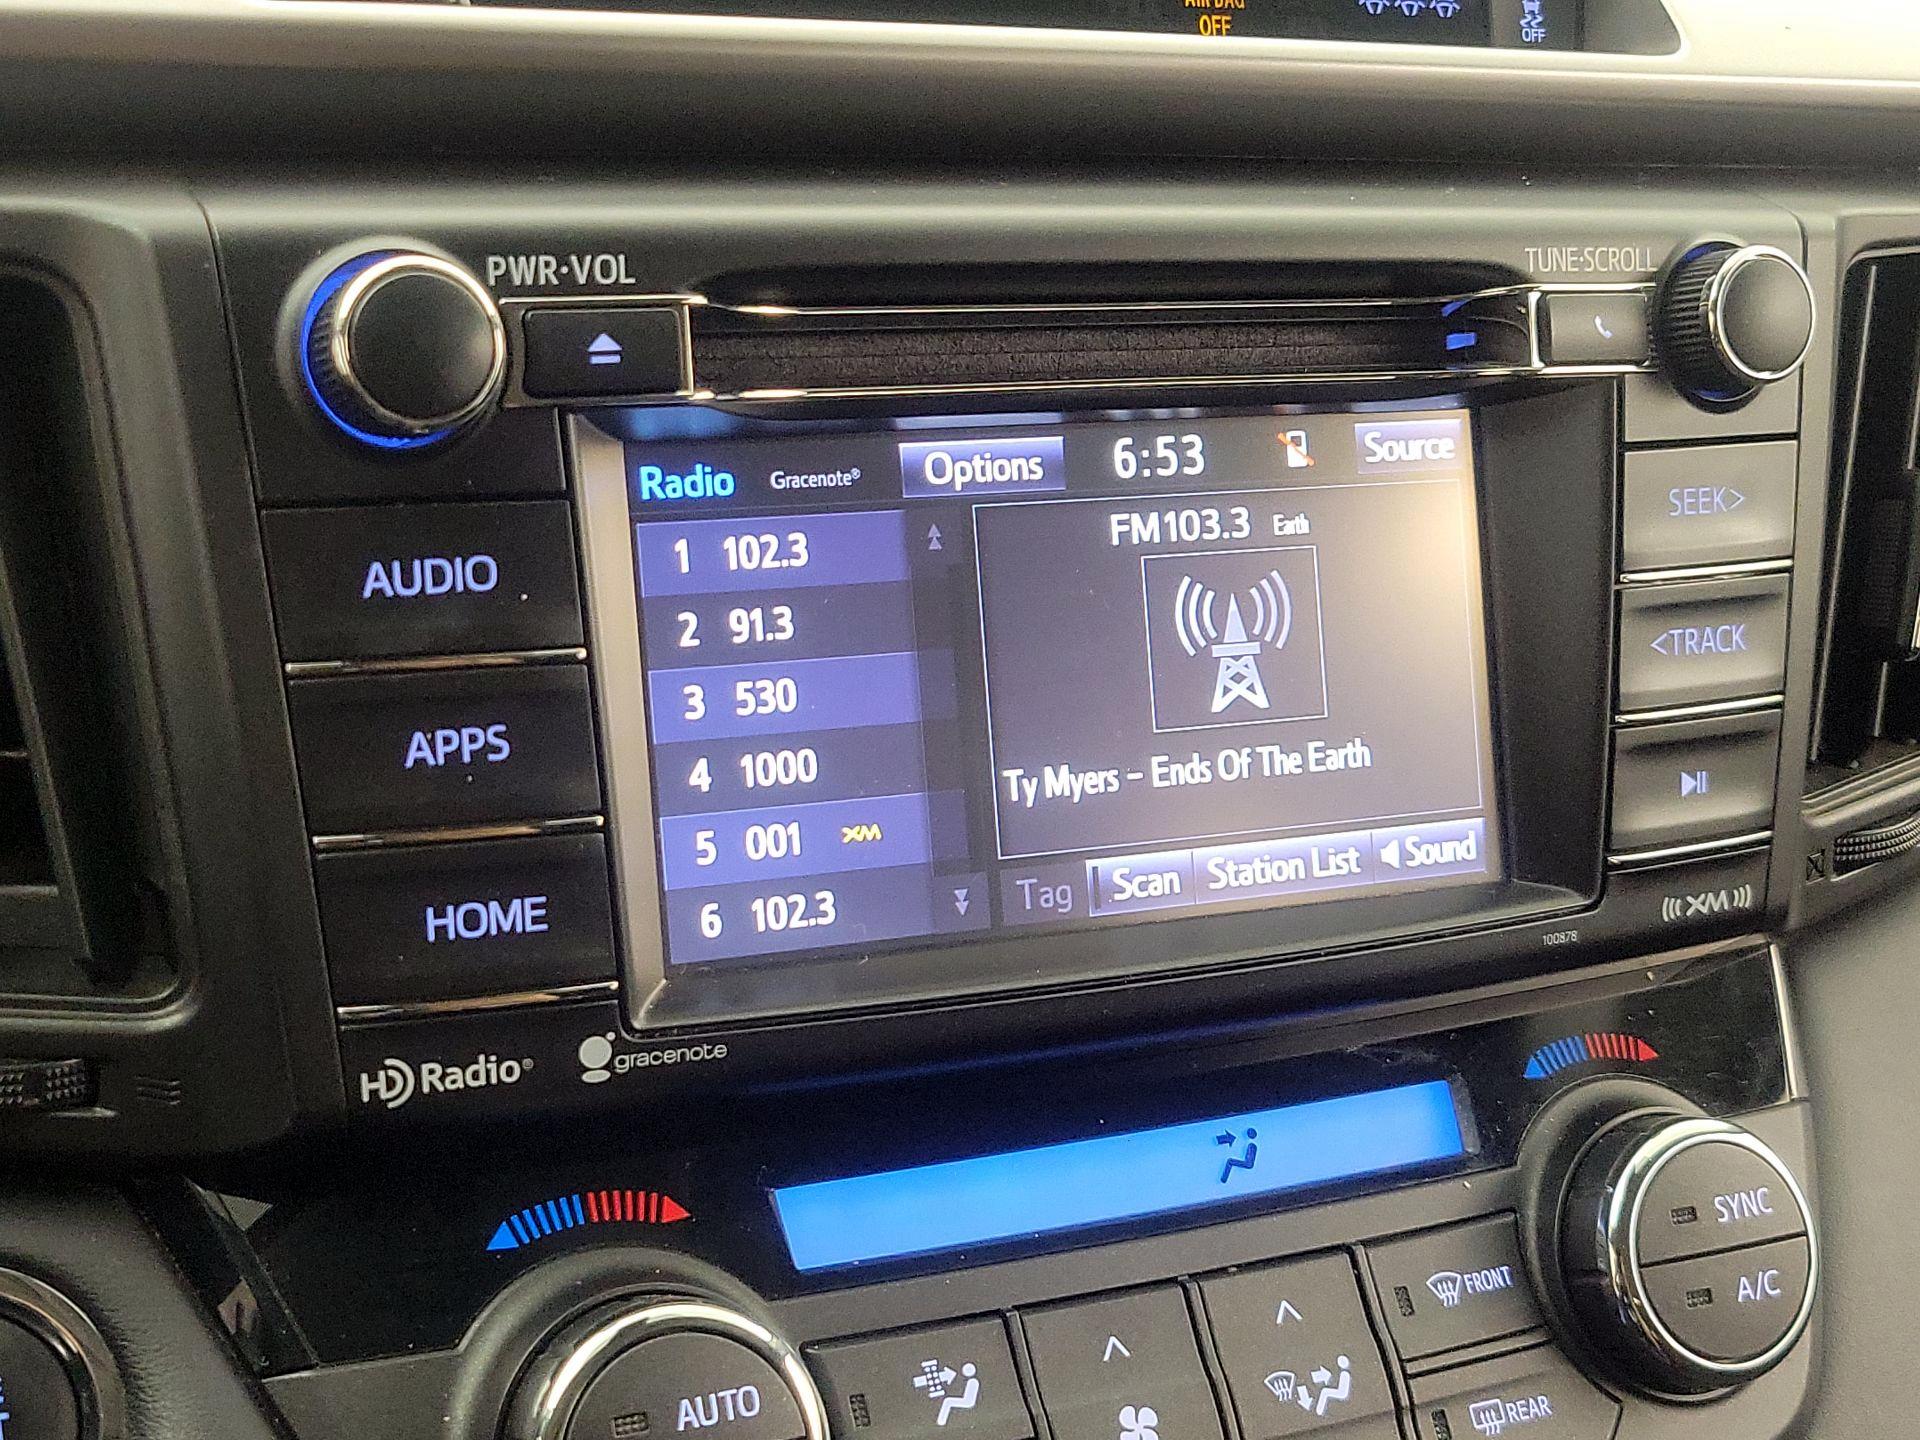 AIR BAG
OFF
OFF
PWR·VOL
TUNE·SCROLL
Radio Gracenote® Options 6:53 Source
1 102.3
2 91.3
3 530
4 1000
5 001 XM
6 102.3
FM103.3 Earth
Ty Myers - Ends Of The Earth
Tag Scan Station List Sound
AUDIO
APPS
HOME
SEEK>
<TRACK
XM
100878
HD Radio®
gracenote
AUTO
FRONT
REAR
SYNC
A/C